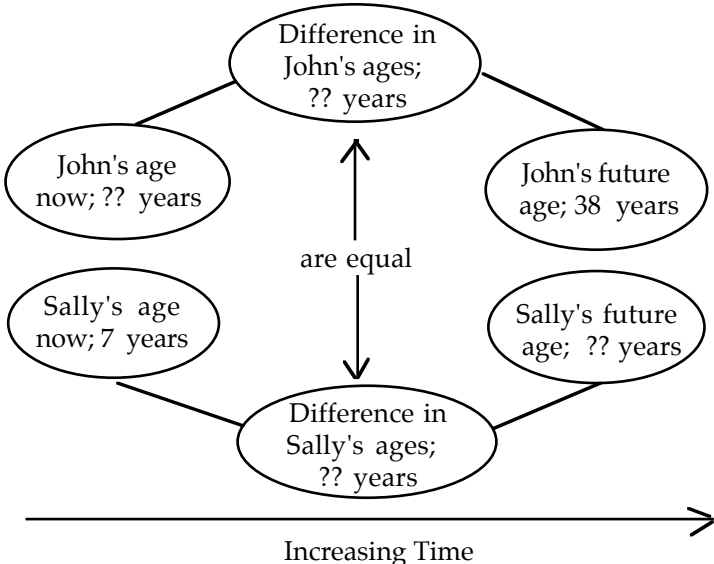 Difference in
John's ages;
?? years
John's age
now; ?? years
John's future
age; 38 years
are equal
Sally's age
now; 7 years
Sally's future
age; ?? years
Difference in
Sally's ages;
?? years
Increasing Time